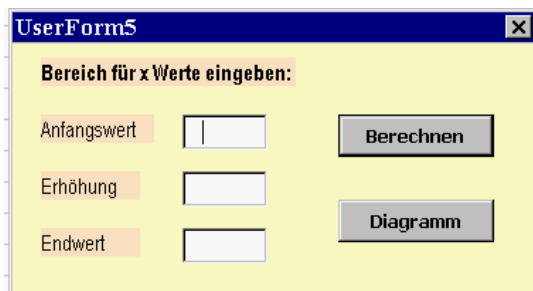 UserForm5
Bereich für x Werte eingeben:
Anfangswert
Berechnen
Erhöhung
Diagramm
Endwert